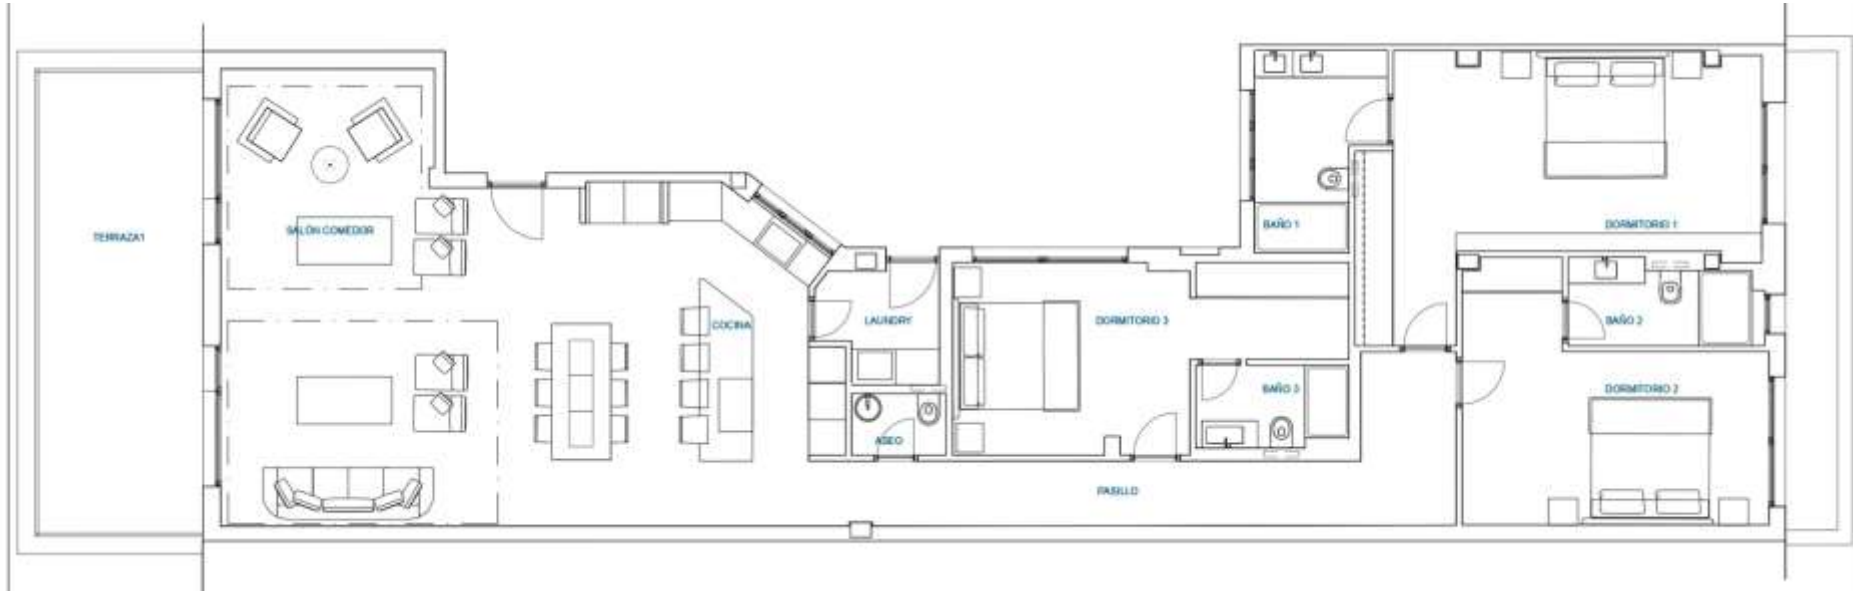 TERRAZA1
SALÓN COMEDOR
COCINA
LAUNDRY
ASEO
DORMITORIO 3
BAÑO 3
PASILLO
BAÑO 1
DORMITORIO 1
BAÑO 2
DORMITORIO 2